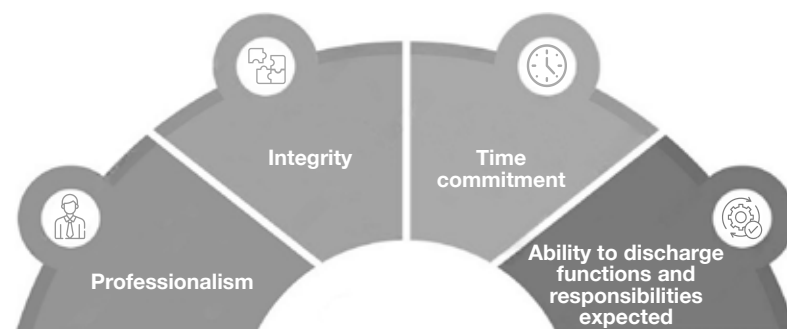 Professionalism
Integrity
Time
commitment
Ability to discharge
functions and
responsibilities
expected